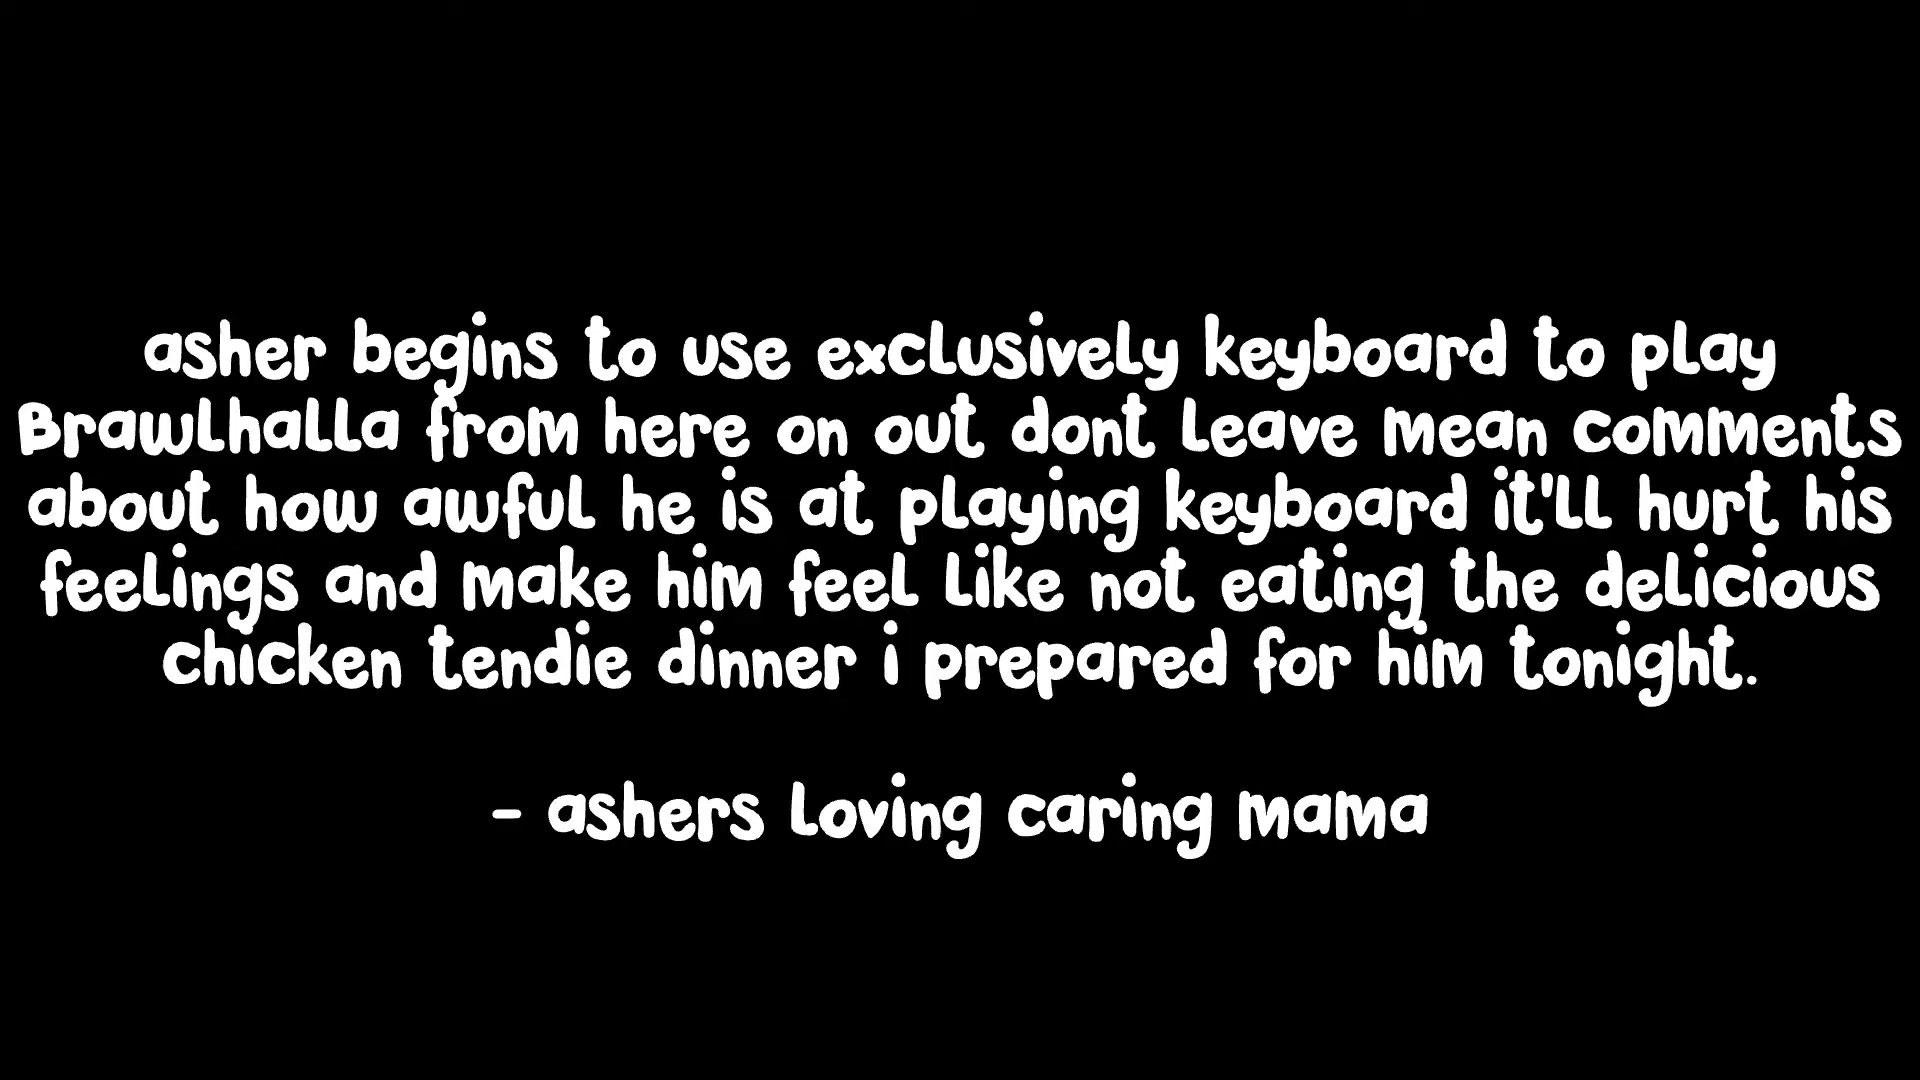 asher begins to use exclusively keyboard to play
Brawlhalla from here on out dont leave mean comments
about how awful he is at playing keyboard it'll hurt his
feelings and make him feel like not eating the delicious
chicken tendie dinner i prepared for him tonight.
- ashers loving caring mama